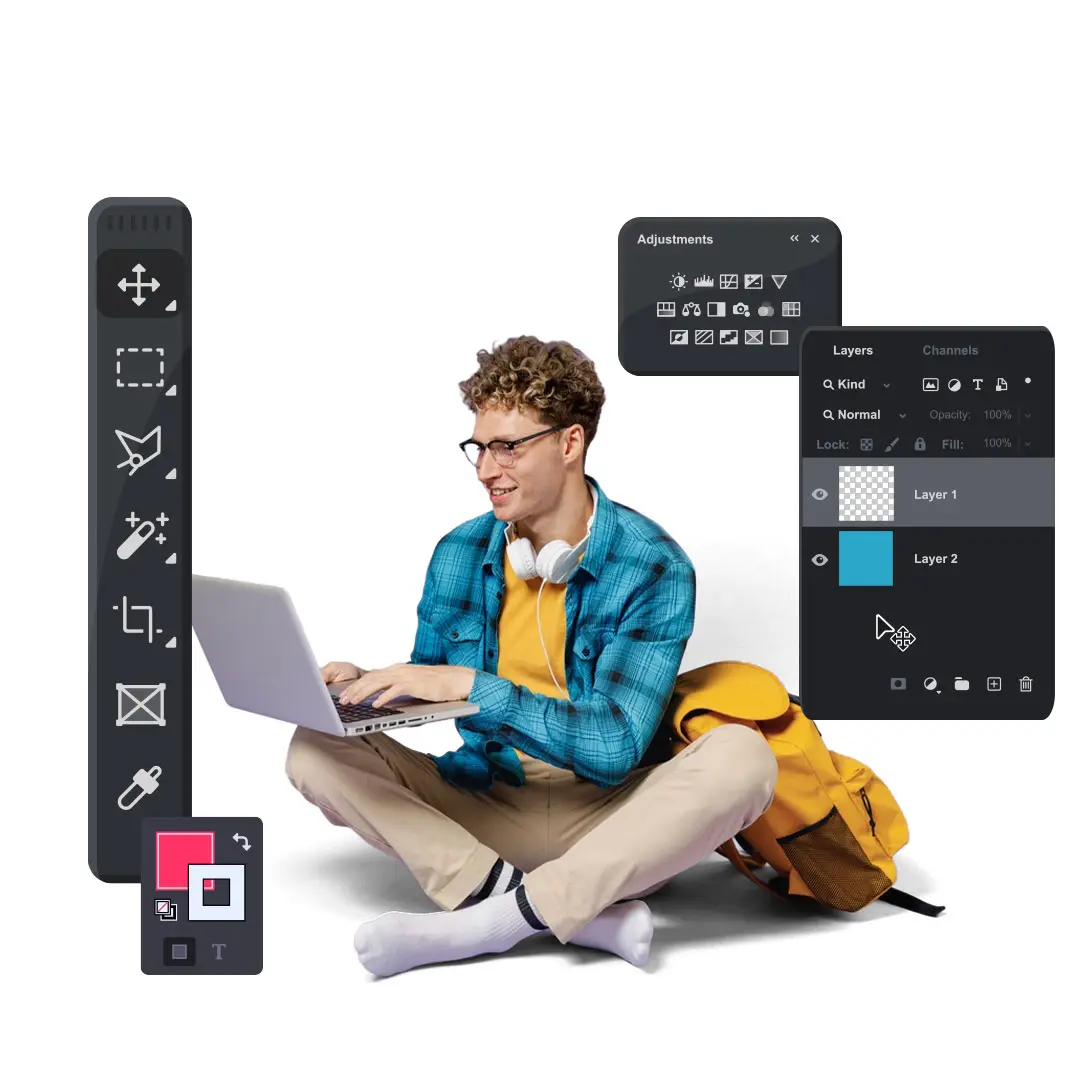 Adjustments
Layers Channels
Kind
Normal Opacity: 100%
Lock: Fill: 100%
Layer 1
Layer 2
T